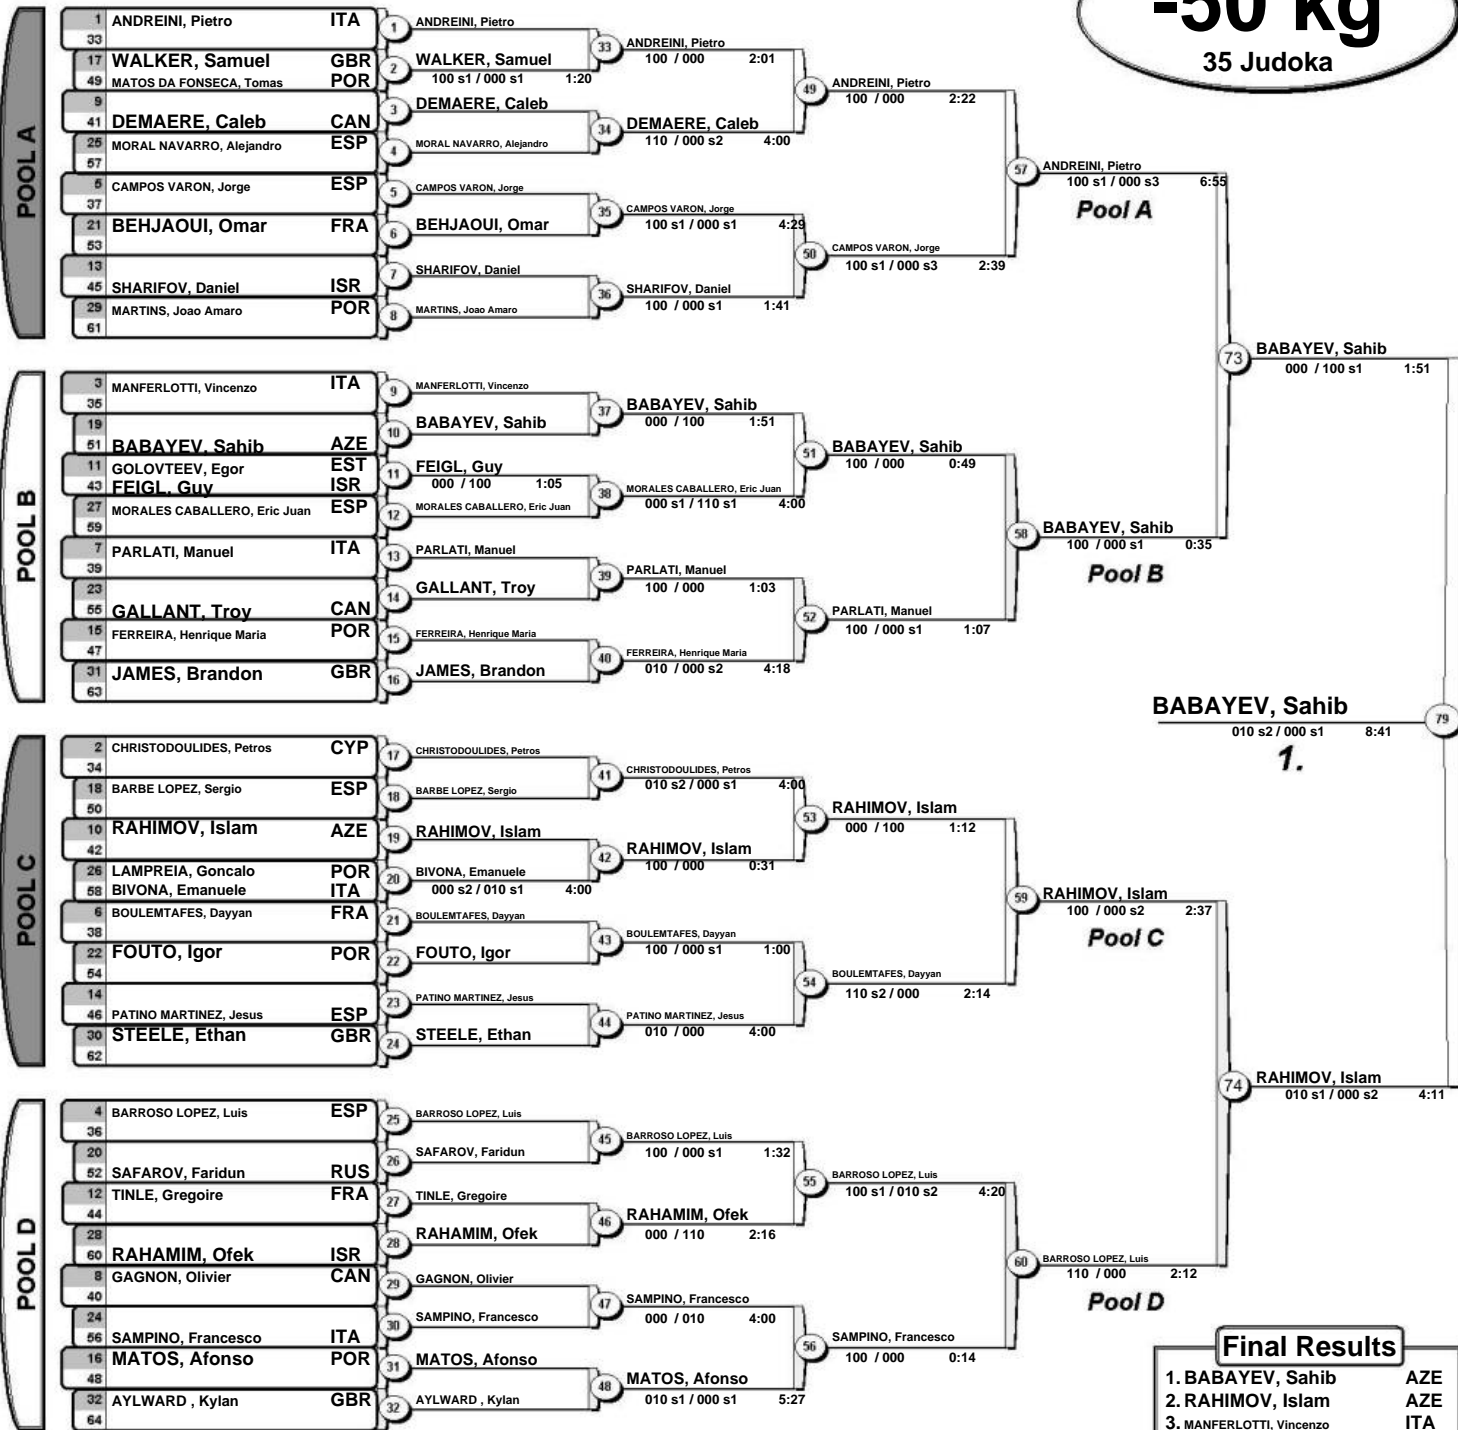 -50 kg
35 Judoka
POOL A
1 ANDREINI, Pietro ITA
33
17 WALKER, Samuel GBR
49 MATOS DA FONSECA, Tomas POR
9
41 DEMAERE, Caleb CAN
25 MORAL NAVARRO, Alejandro ESP
57
5 CAMPOS VARON, Jorge ESP
37
21 BEHJAOUI, Omar FRA
53
13
45 SHARIFOV, Daniel ISR
29 MARTINS, Joao Amaro POR
61
1 ANDREINI, Pietro
2 WALKER, Samuel
100 s1 / 000 s1 1:20
3 DEMAERE, Caleb
4 MORAL NAVARRO, Alejandro
5 CAMPOS VARON, Jorge
6 BEHJAOUI, Omar
7 SHARIFOV, Daniel
8 MARTINS, Joao Amaro
33 ANDREINI, Pietro
100 / 000 2:01
34 DEMAERE, Caleb
110 / 000 s2 4:00
35 CAMPOS VARON, Jorge
100 s1 / 000 s1 4:29
36 SHARIFOV, Daniel
100 / 000 s1 1:41
49 ANDREINI, Pietro
100 / 000 2:22
50 CAMPOS VARON, Jorge
100 s1 / 000 s3 2:39
57 ANDREINI, Pietro
100 s1 / 000 s3 6:55
Pool A
POOL B
3 MANFERLOTTI, Vincenzo ITA
35
19
51 BABAYEV, Sahib AZE
11 GOLOVTEEV, Egor EST
43 FEIGL, Guy ISR
27 MORALES CABALLERO, Eric Juan ESP
59
7 PARLATI, Manuel ITA
39
23
55 GALLANT, Troy CAN
15 FERREIRA, Henrique Maria POR
47
31 JAMES, Brandon GBR
63
9 MANFERLOTTI, Vincenzo
10 BABAYEV, Sahib
11 FEIGL, Guy
000 / 100 1:05
12 MORALES CABALLERO, Eric Juan
13 PARLATI, Manuel
14 GALLANT, Troy
15 FERREIRA, Henrique Maria
16 JAMES, Brandon
37 BABAYEV, Sahib
000 / 100 1:51
38 MORALES CABALLERO, Eric Juan
000 s1 / 110 s1 4:00
39 PARLATI, Manuel
100 / 000 1:03
40 FERREIRA, Henrique Maria
010 / 000 s2 4:18
51 BABAYEV, Sahib
100 / 000 0:49
52 PARLATI, Manuel
100 / 000 s1 1:07
58 BABAYEV, Sahib
100 / 000 s1 0:35
Pool B
73 BABAYEV, Sahib
000 / 100 s1 1:51
BABAYEV, Sahib 79
010 s2 / 000 s1 8:41
1.
POOL C
2 CHRISTODOULIDES, Petros CYP
34
18 BARBE LOPEZ, Sergio ESP
50
10 RAHIMOV, Islam AZE
42
26 LAMPREIA, Goncalo POR
58 BIVONA, Emanuele ITA
6 BOULEMTAFES, Dayyan FRA
38
22 FOUTO, Igor POR
54
14
46 PATINO MARTINEZ, Jesus ESP
30 STEELE, Ethan GBR
62
17 CHRISTODOULIDES, Petros
18 BARBE LOPEZ, Sergio
19 RAHIMOV, Islam
20 BIVONA, Emanuele
000 s2 / 010 s1 4:00
21 BOULEMTAFES, Dayyan
22 FOUTO, Igor
23 PATINO MARTINEZ, Jesus
24 STEELE, Ethan
41 CHRISTODOULIDES, Petros
010 s2 / 000 s1 4:00
42 RAHIMOV, Islam
100 / 000 0:31
43 BOULEMTAFES, Dayyan
100 / 000 s1 1:00
44 PATINO MARTINEZ, Jesus
010 / 000 4:00
53 RAHIMOV, Islam
000 / 100 1:12
54 BOULEMTAFES, Dayyan
110 s2 / 000 2:14
59 RAHIMOV, Islam
100 / 000 s2 2:37
Pool C
74 RAHIMOV, Islam
010 s1 / 000 s2 4:11
POOL D
4 BARROSO LOPEZ, Luis ESP
36
20
52 SAFAROV, Faridun RUS
12 TINLE, Gregoire FRA
44
28
60 RAHAMIM, Ofek ISR
8 GAGNON, Olivier CAN
40
24
56 SAMPINO, Francesco ITA
16 MATOS, Afonso POR
48
32 AYLWARD , Kylan GBR
64
25 BARROSO LOPEZ, Luis
26 SAFAROV, Faridun
27 TINLE, Gregoire
28 RAHAMIM, Ofek
29 GAGNON, Olivier
30 SAMPINO, Francesco
31 MATOS, Afonso
32 AYLWARD , Kylan
45 BARROSO LOPEZ, Luis
100 / 000 s1 1:32
46 RAHAMIM, Ofek
000 / 110 2:16
47 SAMPINO, Francesco
000 / 010 4:00
48 MATOS, Afonso
010 s1 / 000 s1 5:27
55 BARROSO LOPEZ, Luis
100 s1 / 010 s2 4:20
56 SAMPINO, Francesco
100 / 000 0:14
60 BARROSO LOPEZ, Luis
110 / 000 2:12
Pool D
Final Results
1. BABAYEV, Sahib AZE
2. RAHIMOV, Islam AZE
3. MANFERLOTTI, Vincenzo ITA